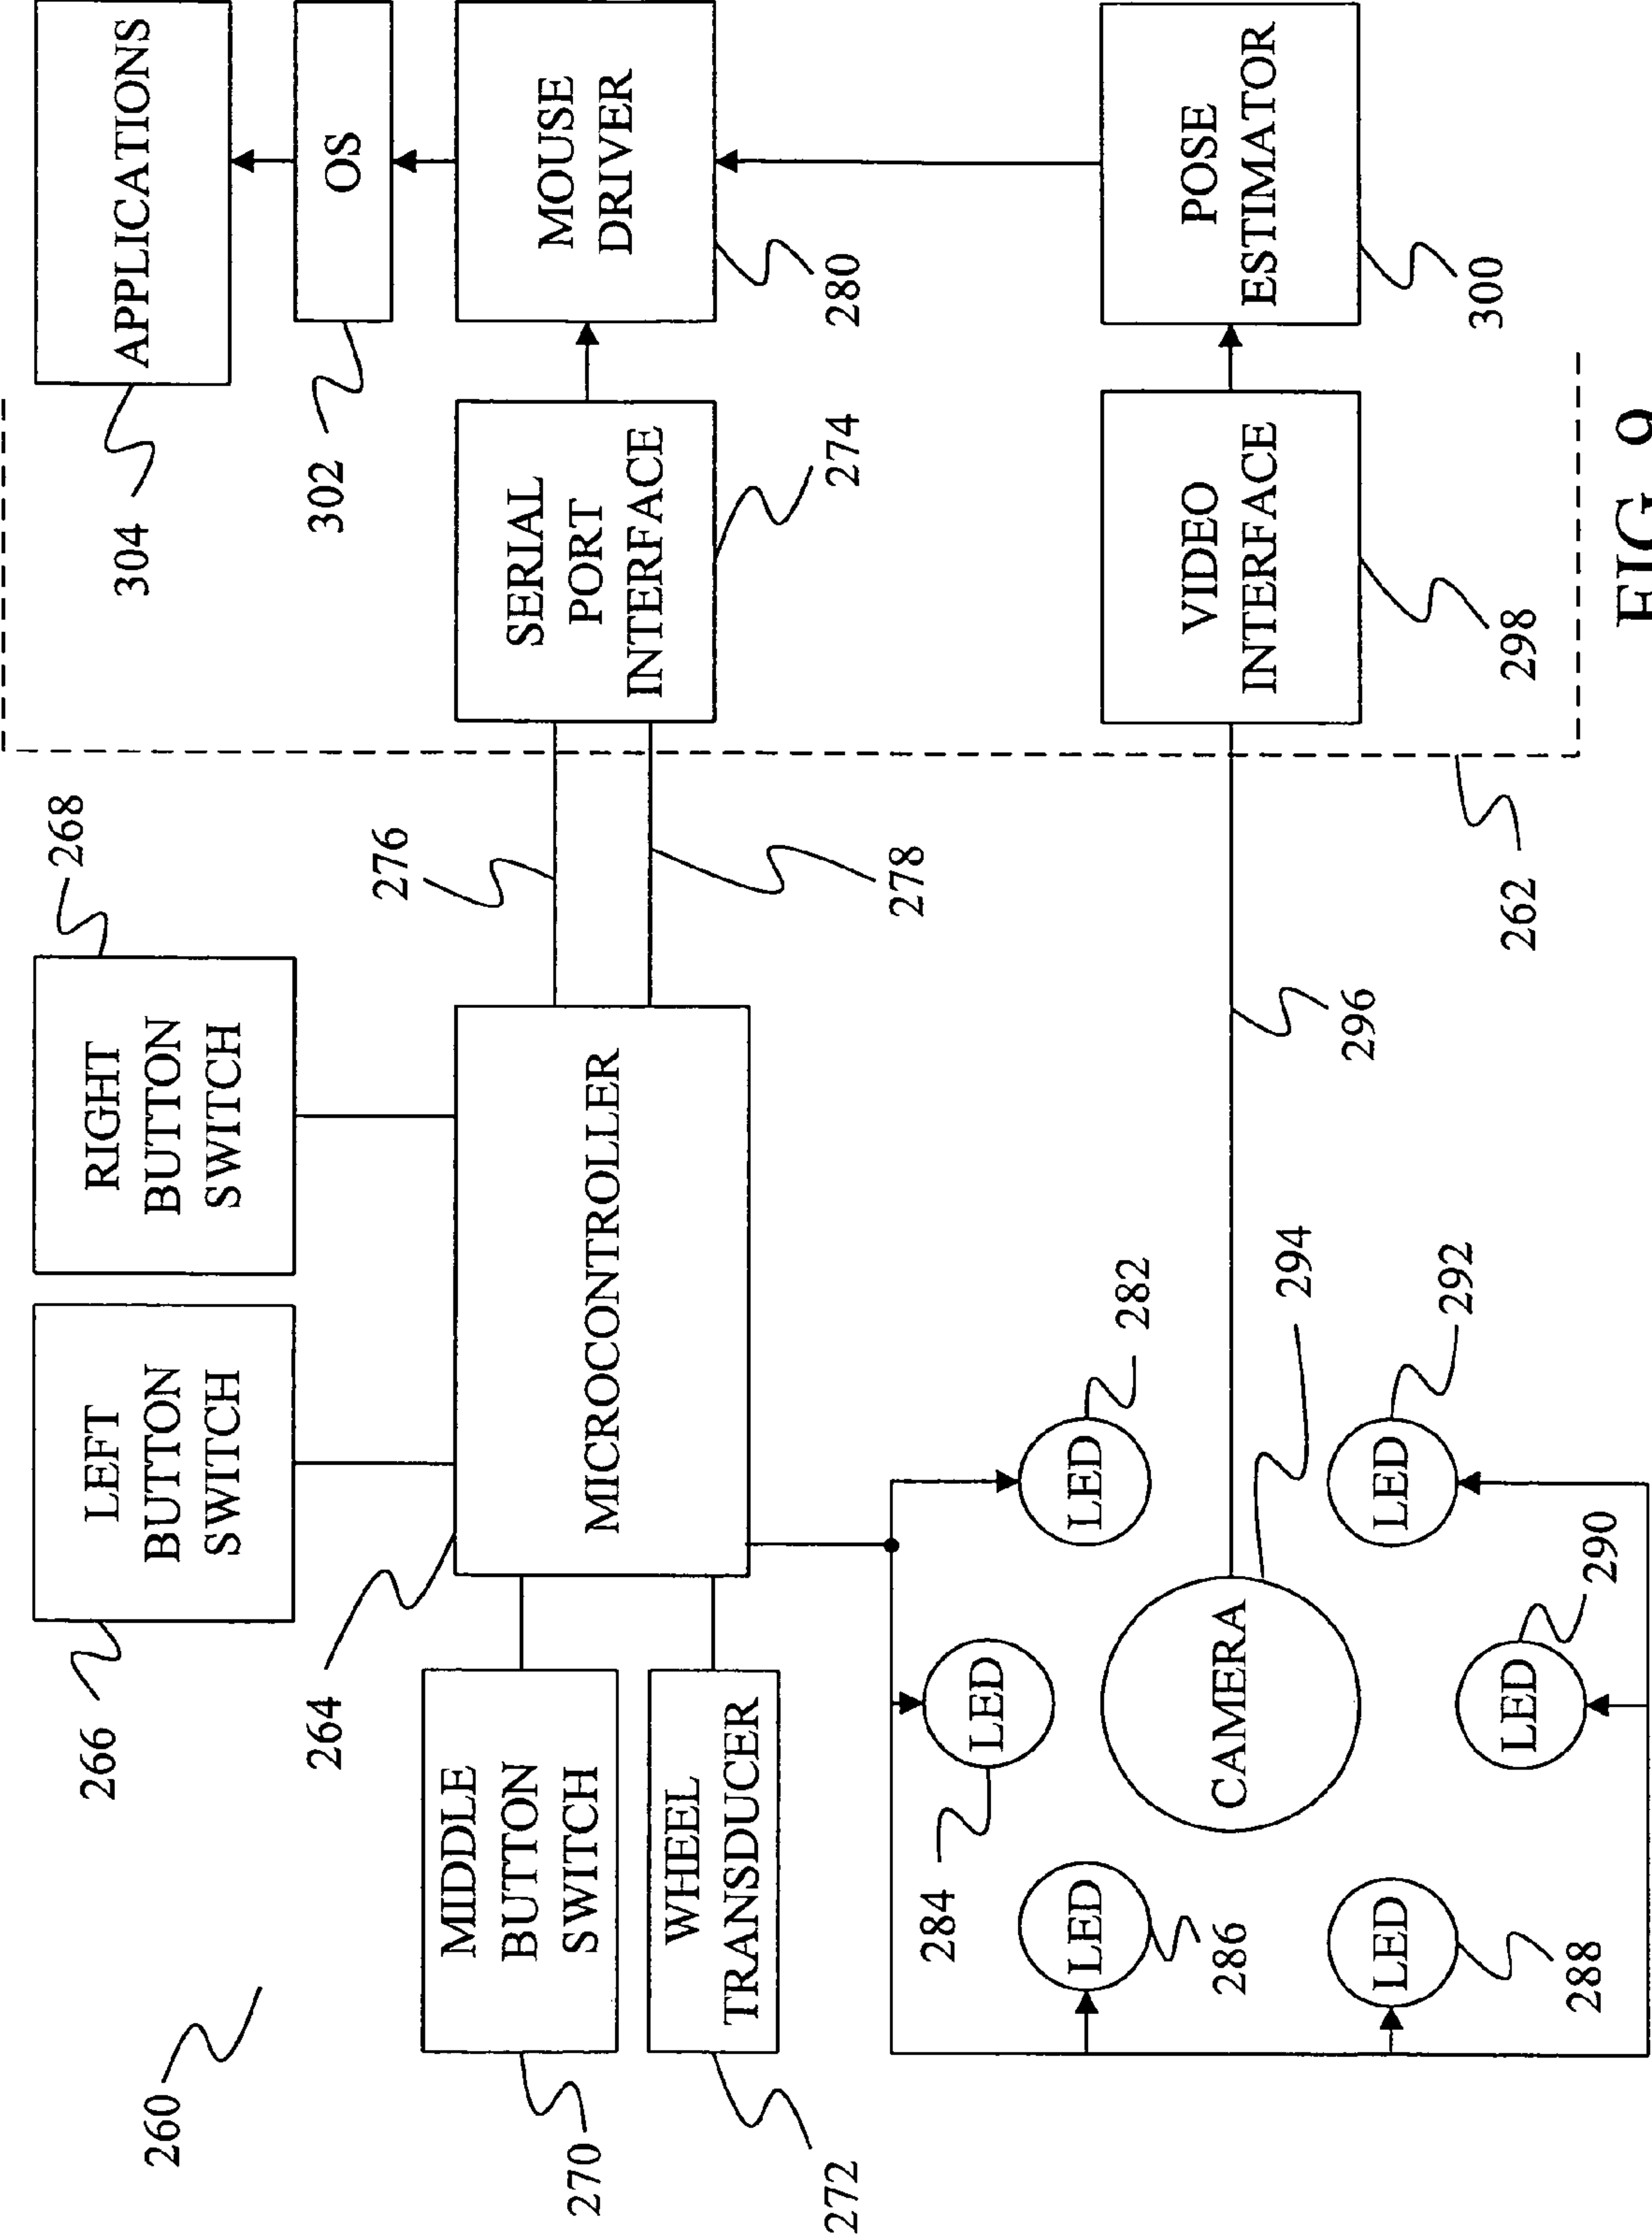 260
266
LEFT
BUTTON
SWITCH
RIGHT
BUTTON
SWITCH
268
304
APPLICATIONS
264
302
OS
270
MIDDLE
BUTTON
SWITCH
272
WHEEL
TRANSDUCER
MICROCONTROLLER
276
278
SERIAL
PORT
INTERFACE
274
MOUSE
DRIVER
280
284
LED
LED
282
LED
286
CAMERA
294
296
VIDEO
INTERFACE
298
POSE
ESTIMATOR
300
LED
288
LED
292
LED
290
262
FIG 9